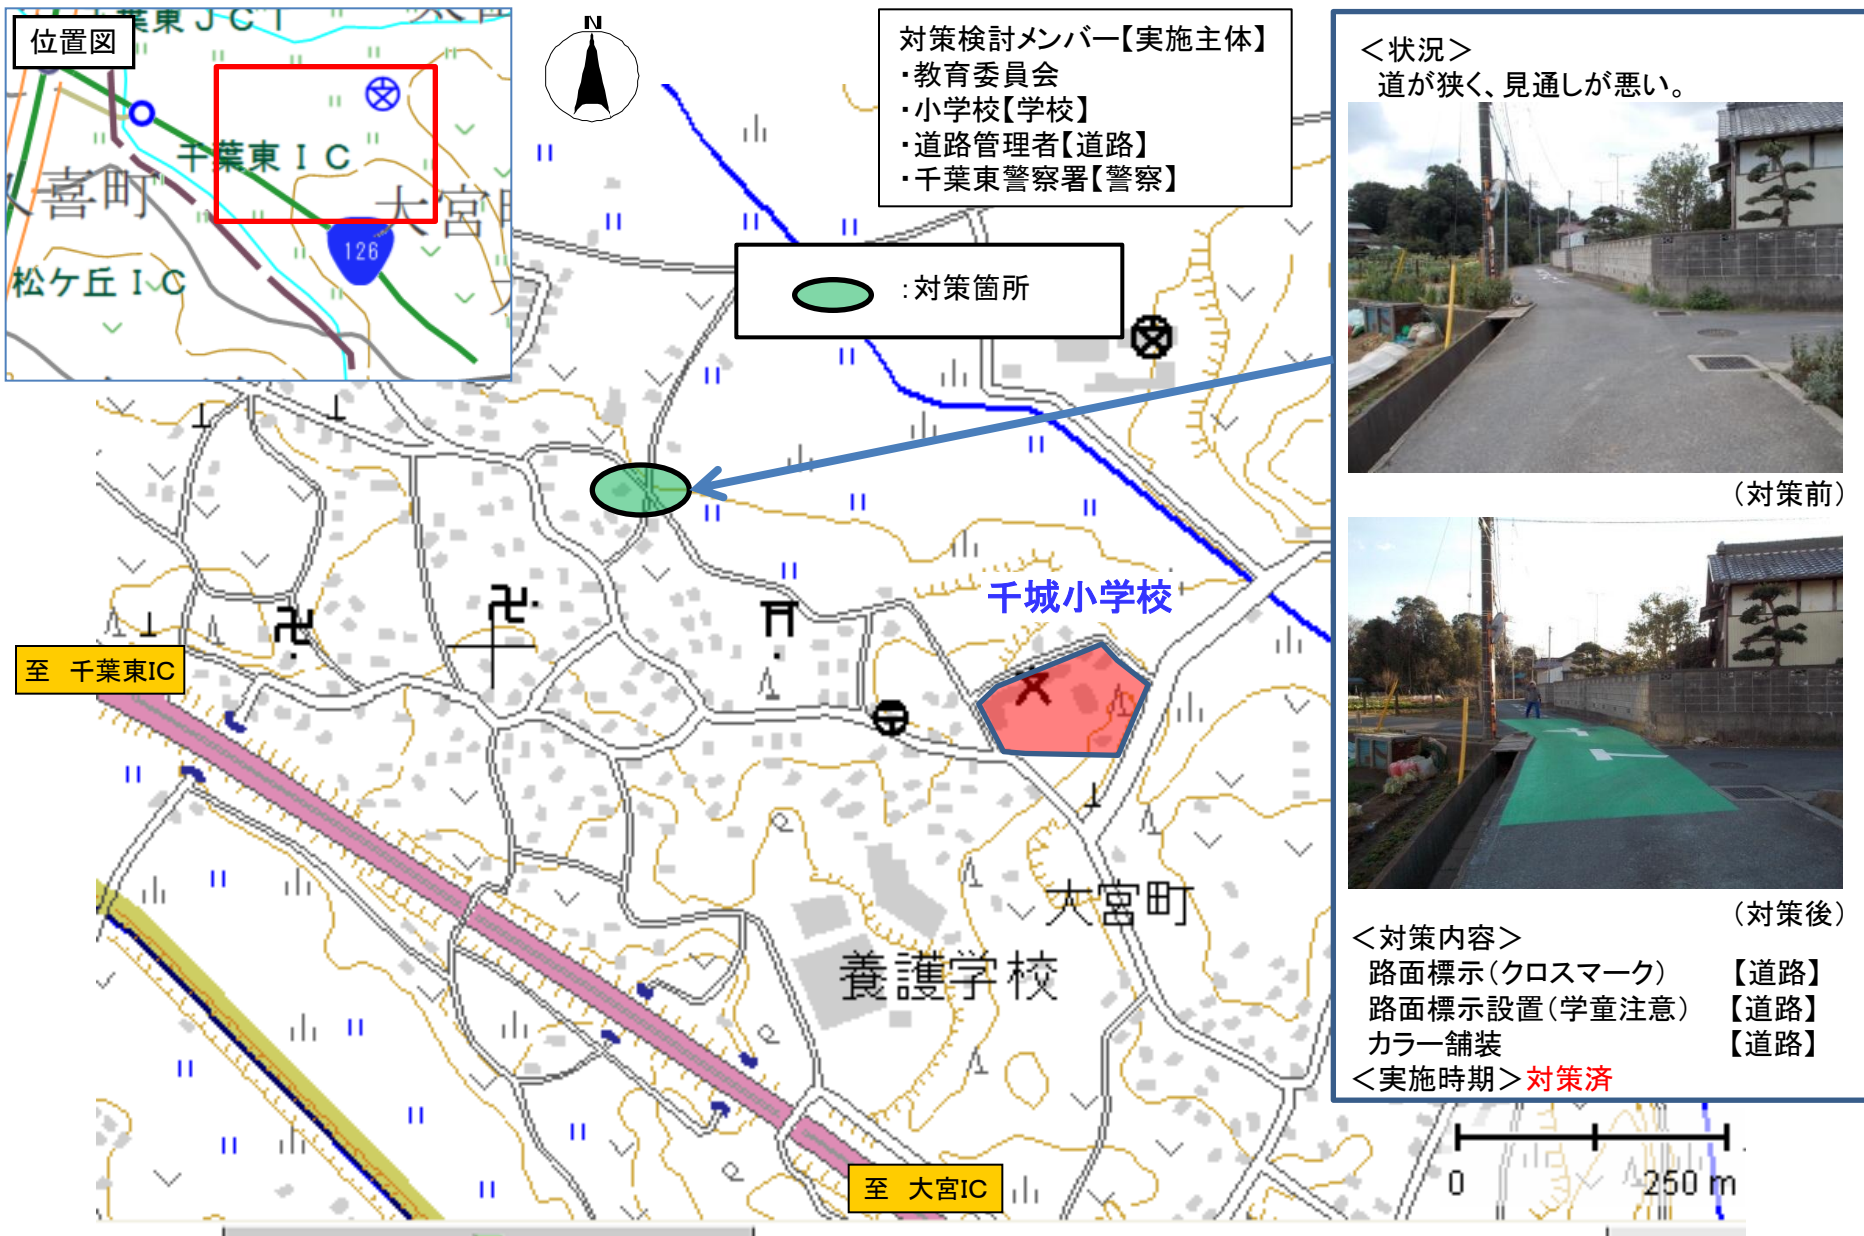 位置図
葉東JCT
千葉東IC
喜町
大宮
126
松ケ丘IC
N
対策検討メンバー【実施主体】
・教育委員会
・小学校【学校】
・道路管理者【道路】
・千葉東警察署【警察】
:対策箇所
千城小学校
至 千葉東IC
大宮町
養護学校
至 大宮IC
0 250 m
＜状況＞
道が狭く、見通しが悪い。
(対策前)
(対策後)
＜対策内容＞
路面標示(クロスマーク) 【道路】
路面標示設置(学童注意) 【道路】
カラー舗装 【道路】
＜実施時期＞対策済